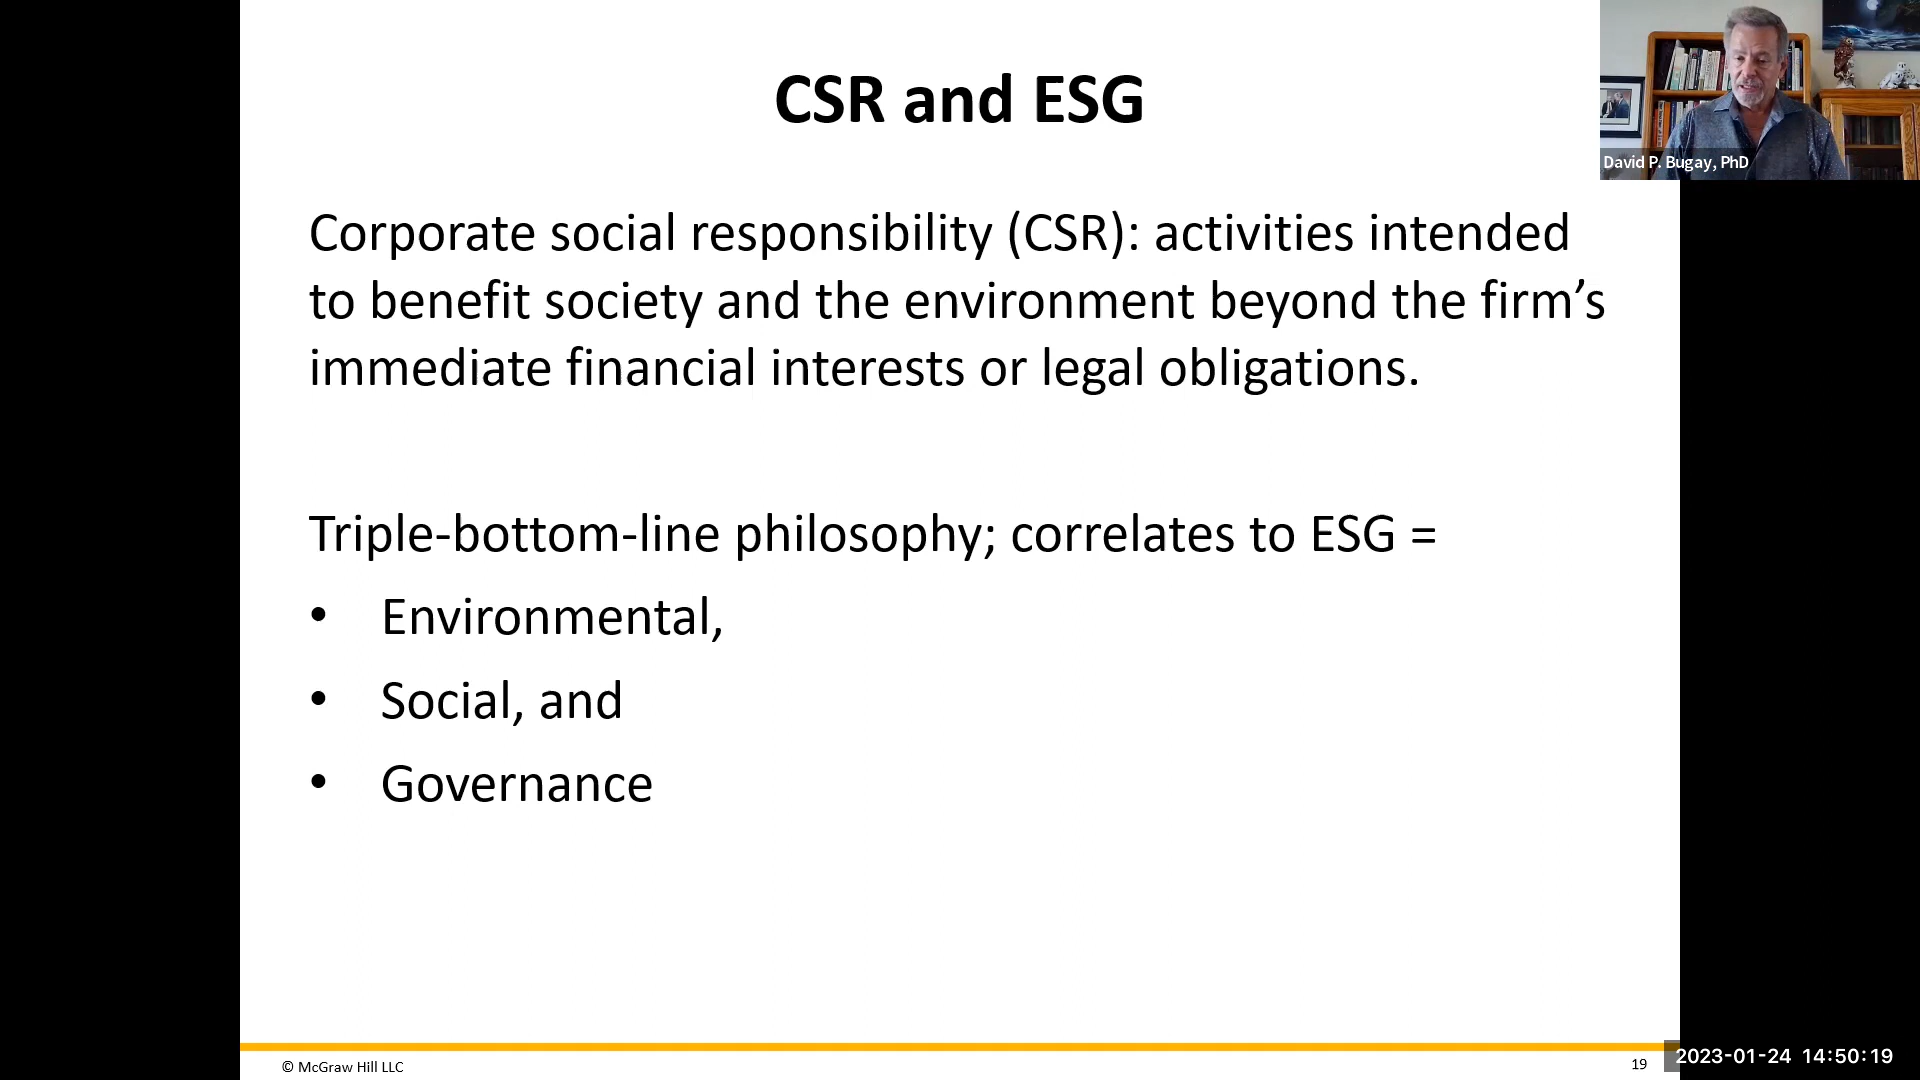 CSR and ESG
David P. Bugay, PhD
Corporate social responsibility (CSR): activities intended
to benefit society and the environment beyond the firm’s
immediate financial interests or legal obligations.
Triple-bottom-line philosophy; correlates to ESG =
• Environmental,
• Social, and
• Governance
© McGraw Hill LLC
19
2023-01-24 14:50:19